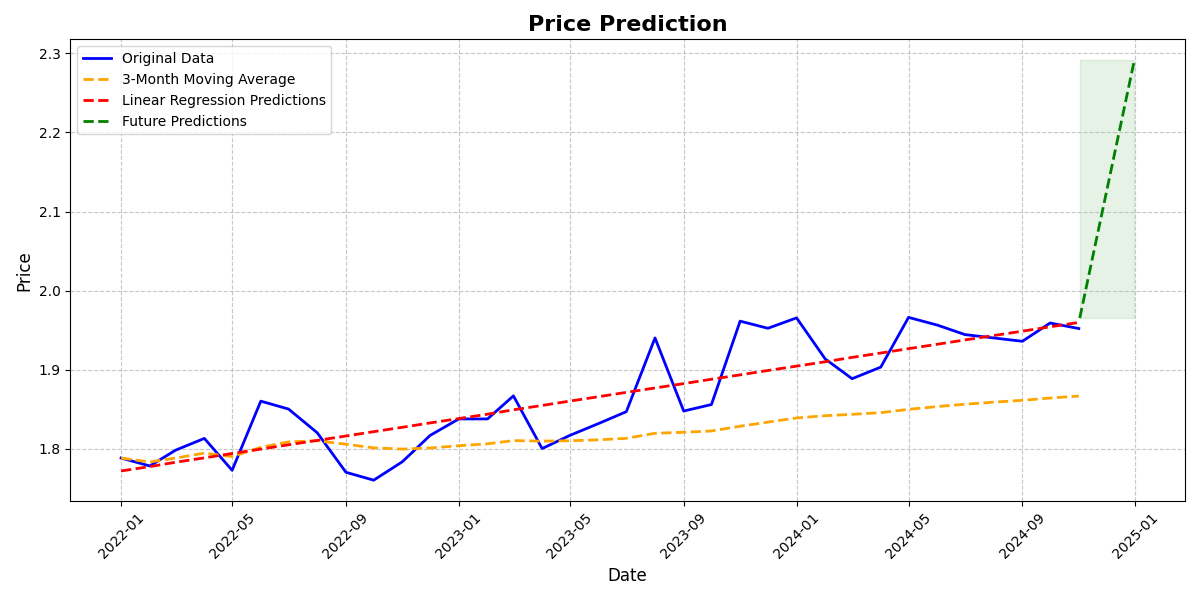 Price Prediction
Original Data
3-Month Moving Average
Linear Regression Predictions
Future Predictions
2.3
2.2
2.1
2.0
1.9
1.8
Price
2022-01
2022-05
2022-09
2023-01
2023-05
2023-09
2024-01
2024-05
2024-09
2025-01
Date